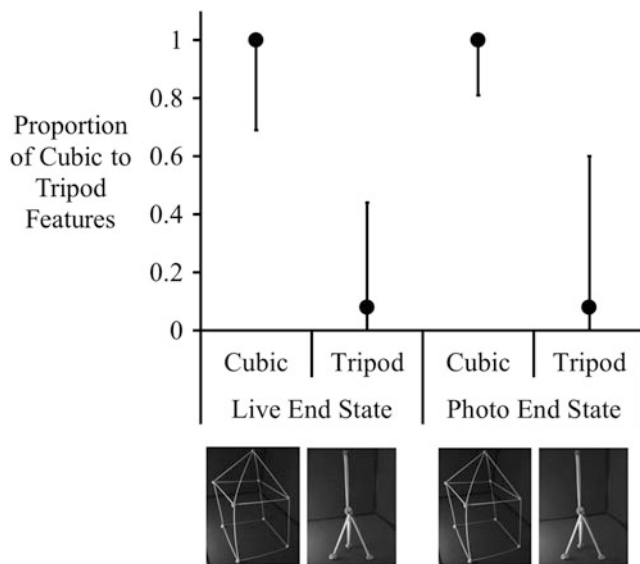 Proportion
of Cubic to
Tripod
Features
1
0.8
0.6
0.4
0.2
0
Cubic
Tripod
Cubic
Tripod
Live End State
Photo End State